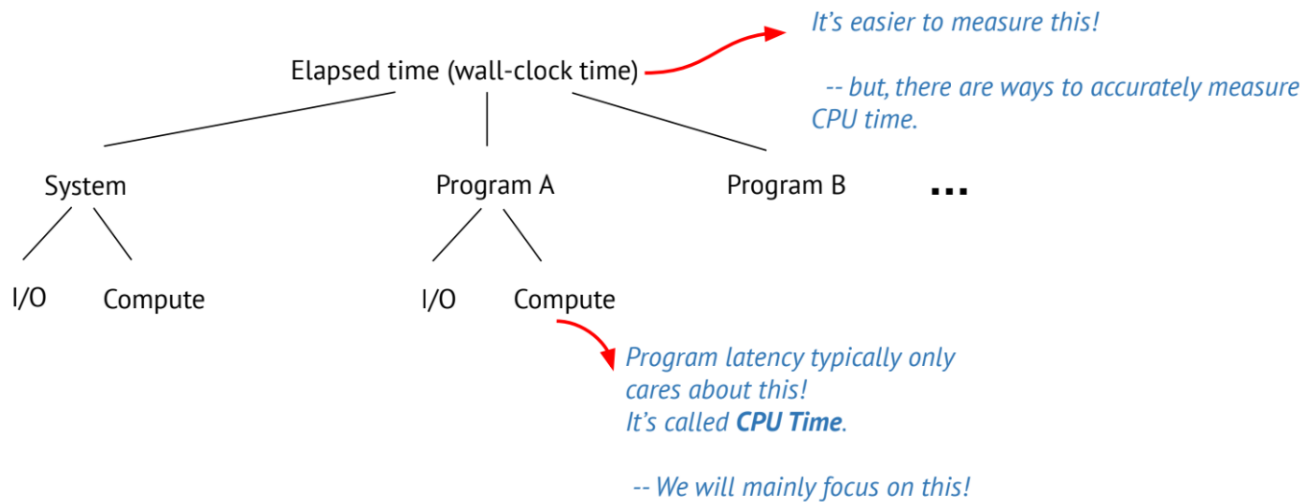 It's easier to measure this!
Elapsed time (wall-clock time)
-- but, there are ways to accurately measure
CPU time.
System
Program A
Program B
...
I/O
Compute
I/O
Compute
Program latency typically only
cares about this!
It's called CPU Time.
-- We will mainly focus on this!